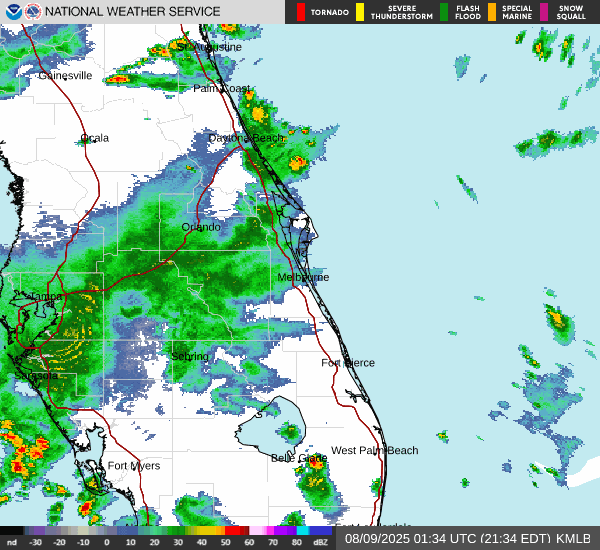 NATIONAL WEATHER SERVICE
TORNADO
SEVERE
THUNDERSTORM
FLASH
FLOOD
SPECIAL
MARINE
SNOW
SQUALL
St Augustine
Gainesville
Palm Coast
Ocala
Daytona Beach
Orlando
Melbourne
Tampa
Sebring
Fort Pierce
Sarasota
West Palm Beach
Belle Glade
Fort Myers
nd -30 -20 -10 0 10 20 30 40 50 60 70 80 dBZ
08/09/2025 01:34 UTC (21:34 EDT) KMLB